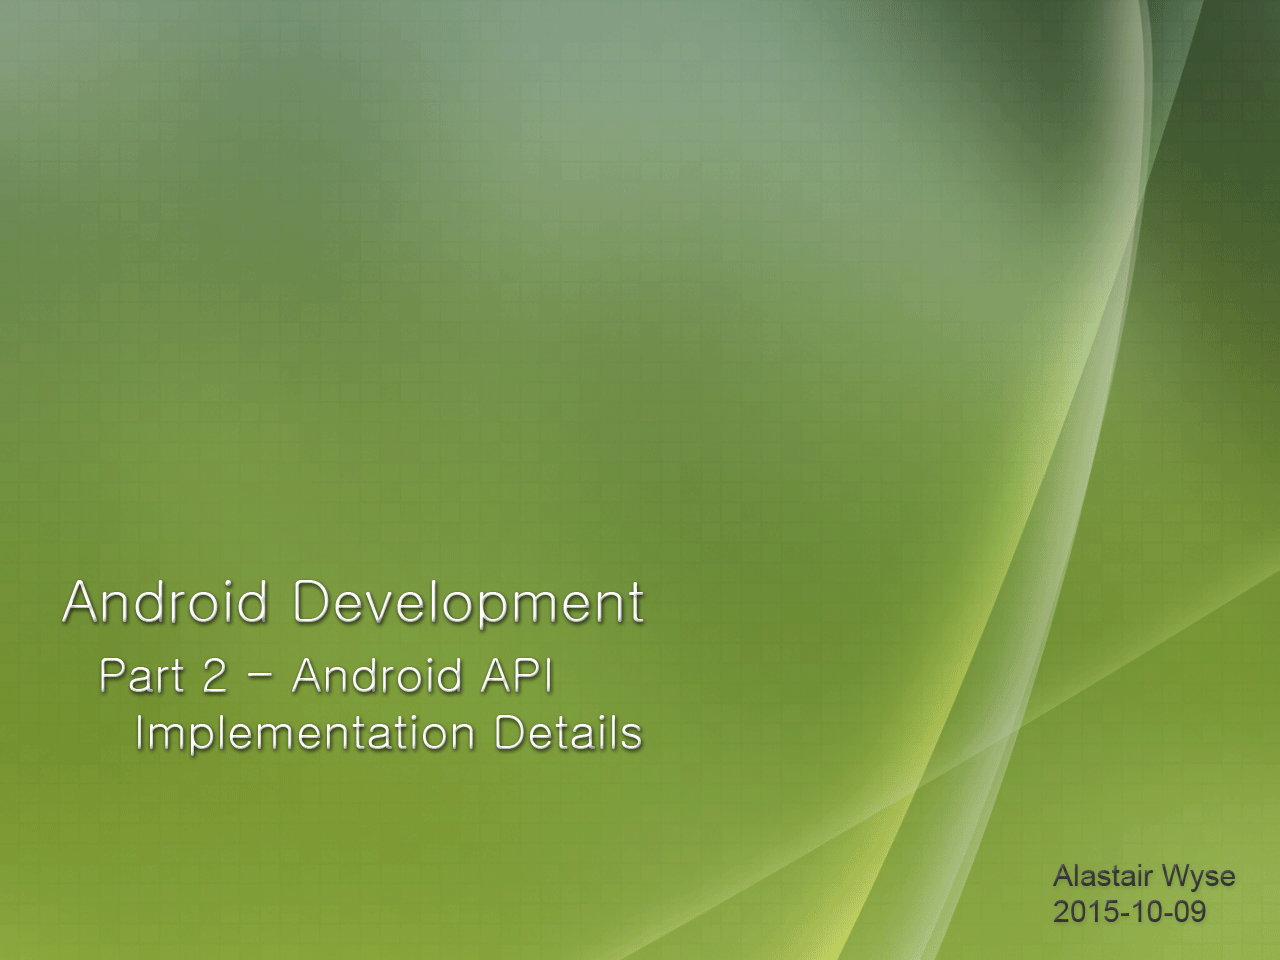 Android Development
Part 2 – Android API
Implementation Details
Alastair Wyse
2015-10-09